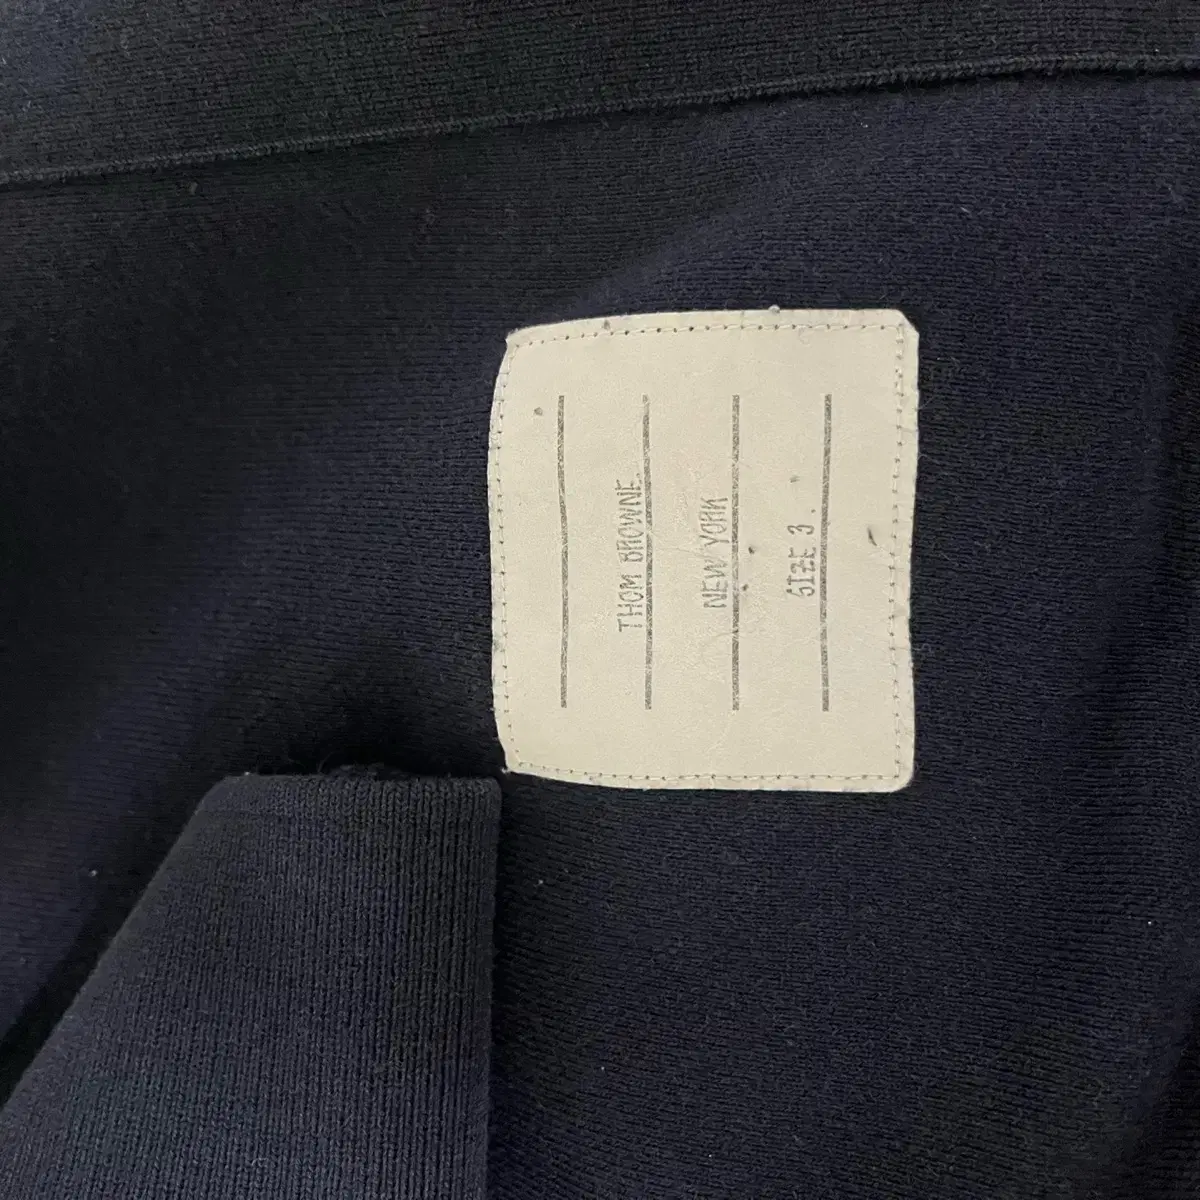 THOM BROWNE.
NEW YORK
SIZE 3 .